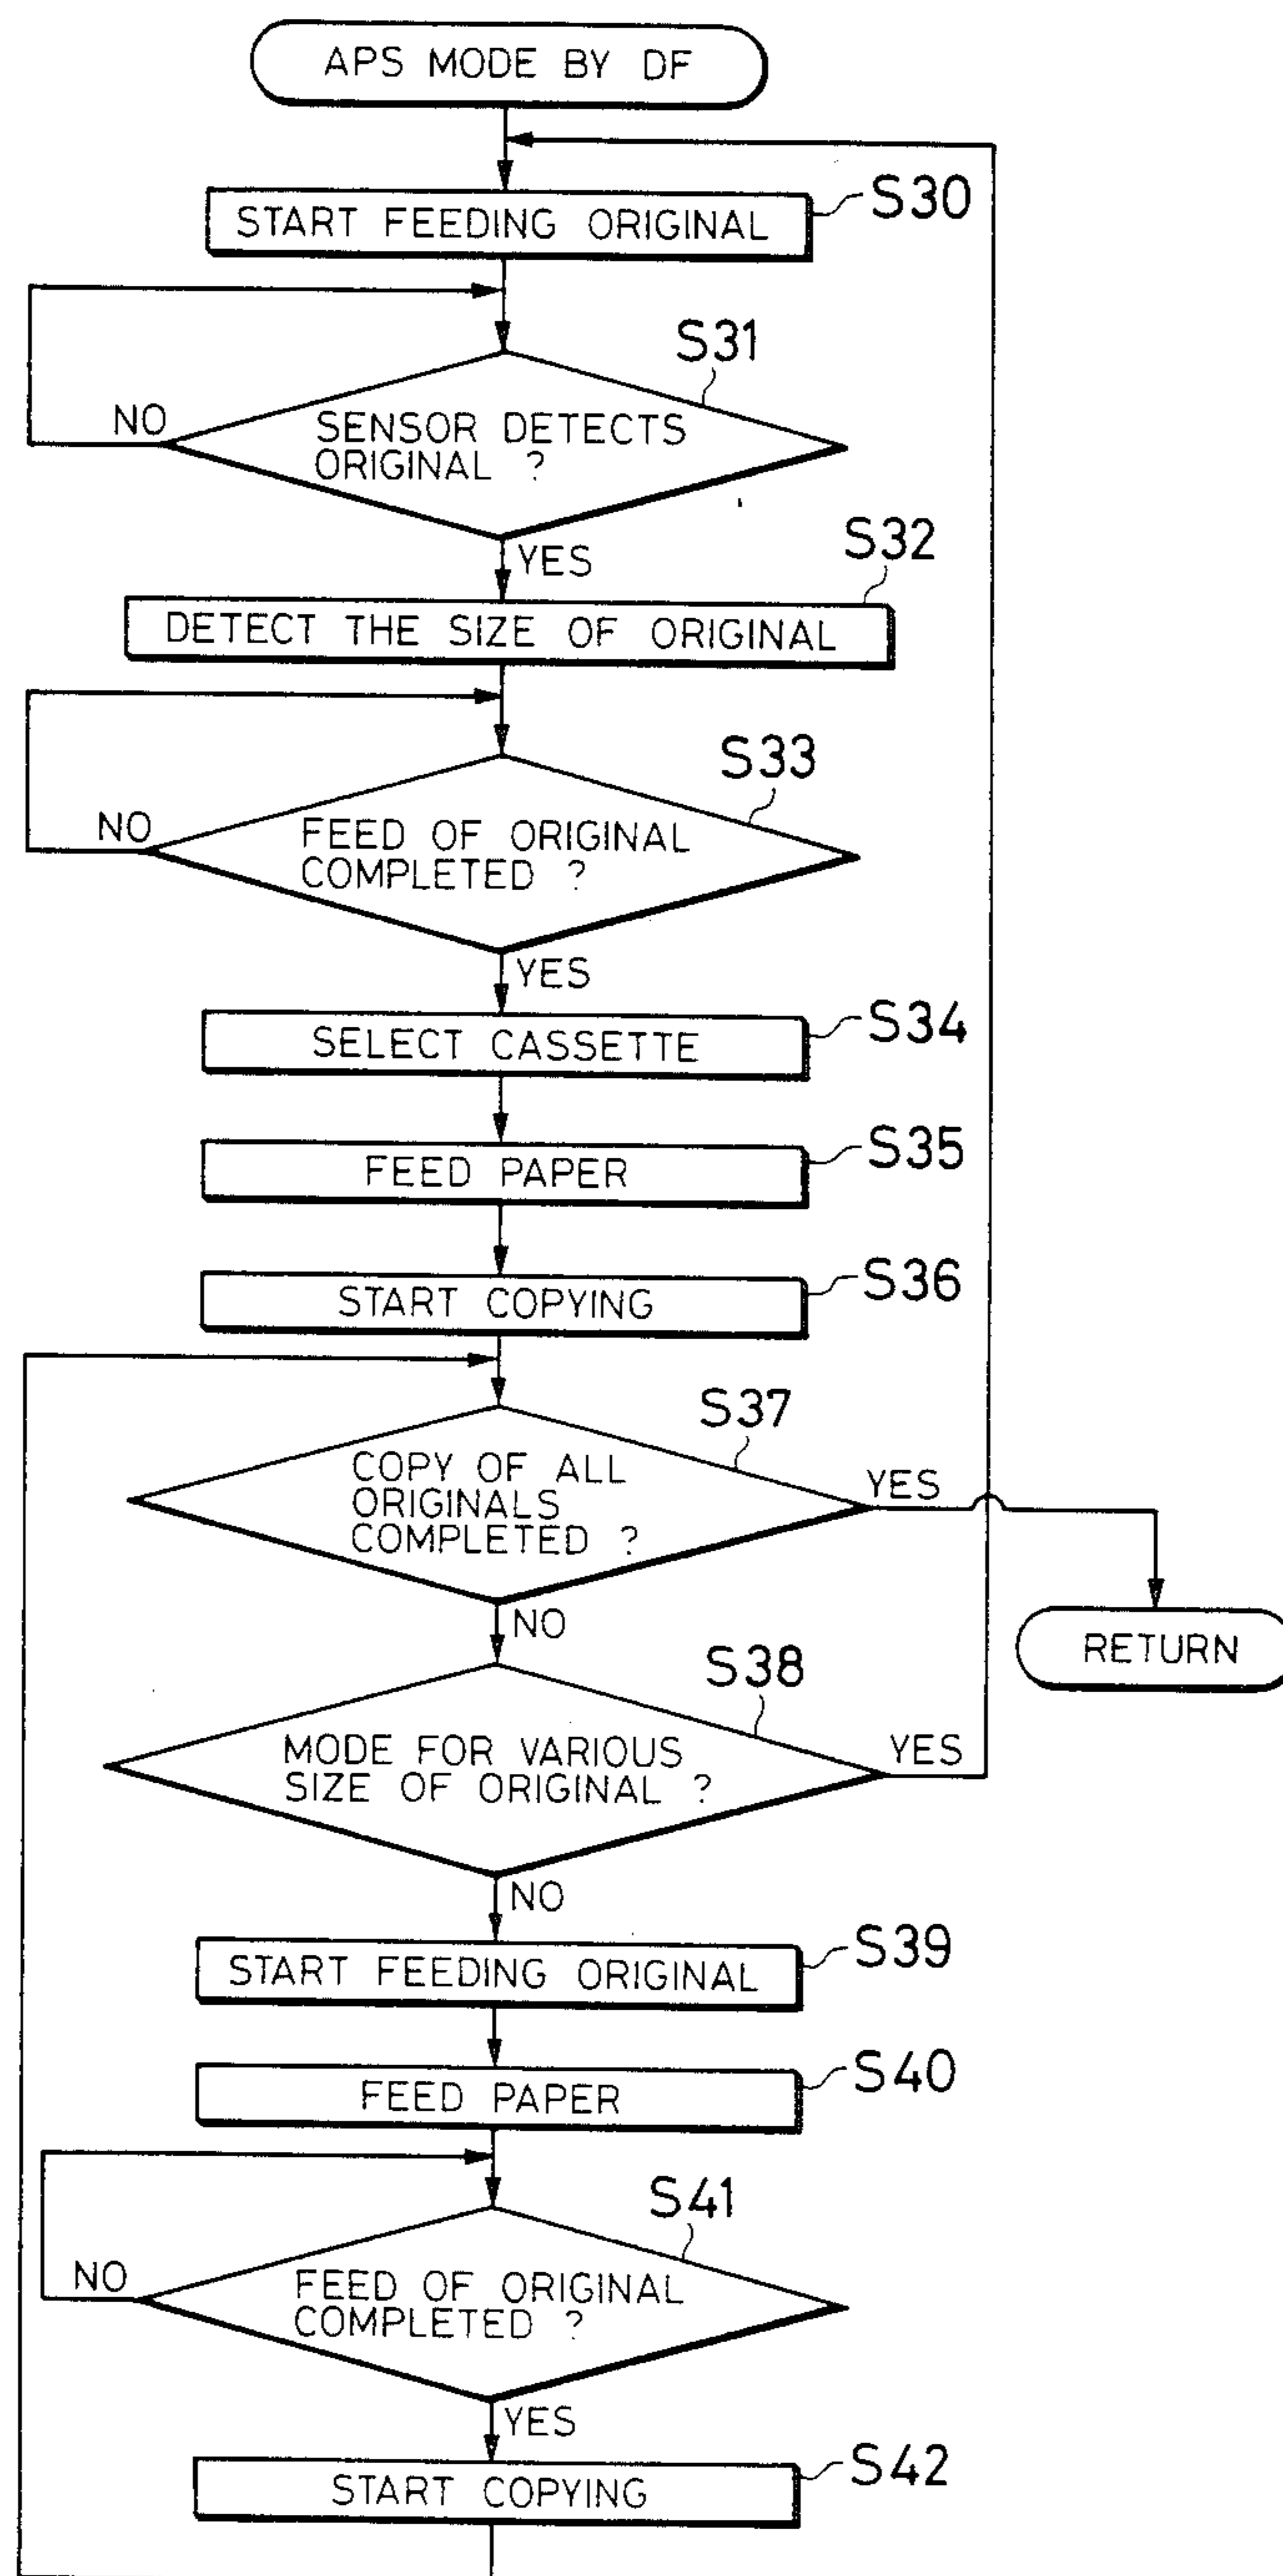 APS MODE BY DF
START FEEDING ORIGINAL
S30
S31
SENSOR DETECTS
ORIGINAL ?
NO
YES
S32
DETECT THE SIZE OF ORIGINAL
S33
FEED OF ORIGINAL
COMPLETED ?
NO
YES
SELECT CASSETTE
S34
FEED PAPER
S35
START COPYING
S36
S37
COPY OF ALL
ORIGINALS
COMPLETED ?
YES
NO
RETURN
S38
MODE FOR VARIOUS
SIZE OF ORIGINAL ?
YES
NO
START FEEDING ORIGINAL
S39
FEED PAPER
S40
S41
FEED OF ORIGINAL
COMPLETED ?
NO
YES
START COPYING
S42